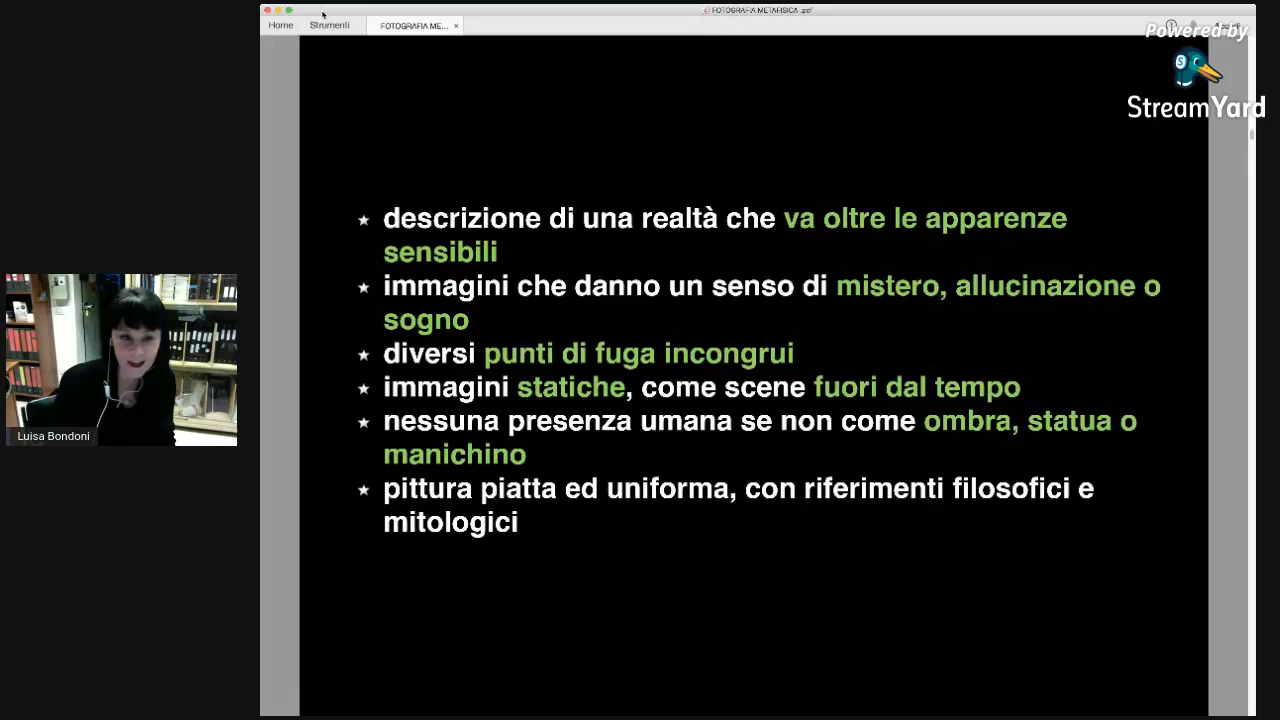 FOTOGRAFIA METAFISICA .pdf
Home Strumenti FOTOGRAFIA ME... ×
Powered by
StreamYard
descrizione di una realtà che va oltre le apparenze
sensibili
immagini che danno un senso di mistero, allucinazione o
sogno
diversi punti di fuga incongrui
immagini statiche, come scene fuori dal tempo
nessuna presenza umana se non come ombra, statua o
manichino
pittura piatta ed uniforma, con riferimenti filosofici e
mitologici
Luisa Bondoni